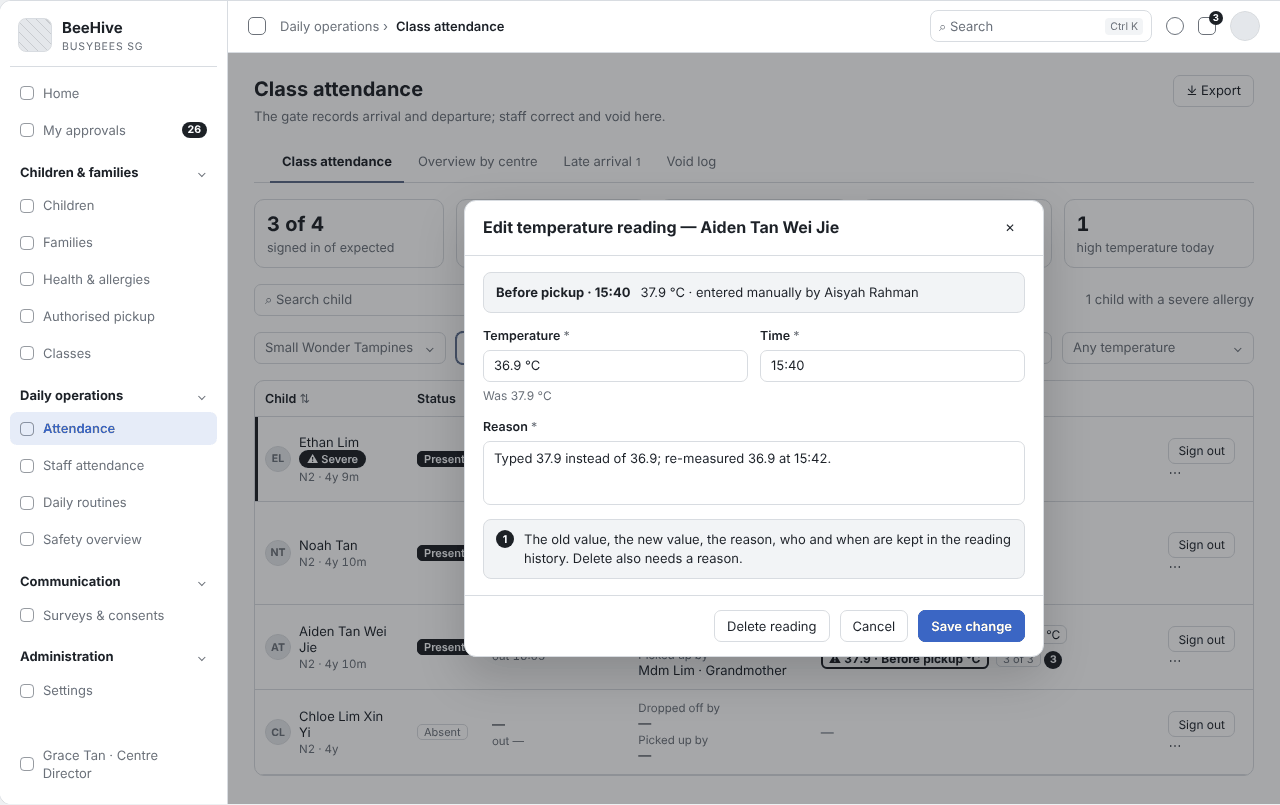 BeeHive
BUSYBEES SG
Home
My approvals 26
Children & families
Children
Families
Health & allergies
Authorised pickup
Classes
Daily operations
Attendance
Staff attendance
Daily routines
Safety overview
Communication
Surveys & consents
Administration
Settings
Grace Tan · Centre
Director
Daily operations › Class attendance
Search Ctrl K
3
Class attendance
The gate records arrival and departure; staff correct and void here.
Export
Class attendance Overview by centre Late arrival 1 Void log
3 of 4
signed in of expected
1
high temperature today
Search child
1 child with a severe allergy
Small Wonder Tampines
Any temperature
Child Status
EL
Ethan Lim
Severe
N2 · 4y 9m
Present
Sign out
...
NT
Noah Tan
N2 · 4y 10m
Present
Sign out
...
AT
Aiden Tan Wei
Jie
N2 · 4y 10m
Present
Mdm Lim · Grandmother
37.9 · Before pickup °C 3 of 3 3
°C
Sign out
...
CL
Chloe Lim Xin
Yi
N2 · 4y
Absent
—
out —
Dropped off by
—
Picked up by
—
—
Sign out
...
Edit temperature reading — Aiden Tan Wei Jie ×
Before pickup · 15:40 37.9 °C · entered manually by Aisyah Rahman
Temperature * Time *
36.9 °C 15:40
Was 37.9 °C
Reason *
Typed 37.9 instead of 36.9; re-measured 36.9 at 15:42.
1 The old value, the new value, the reason, who and when are kept in the reading
history. Delete also needs a reason.
Delete reading Cancel Save change